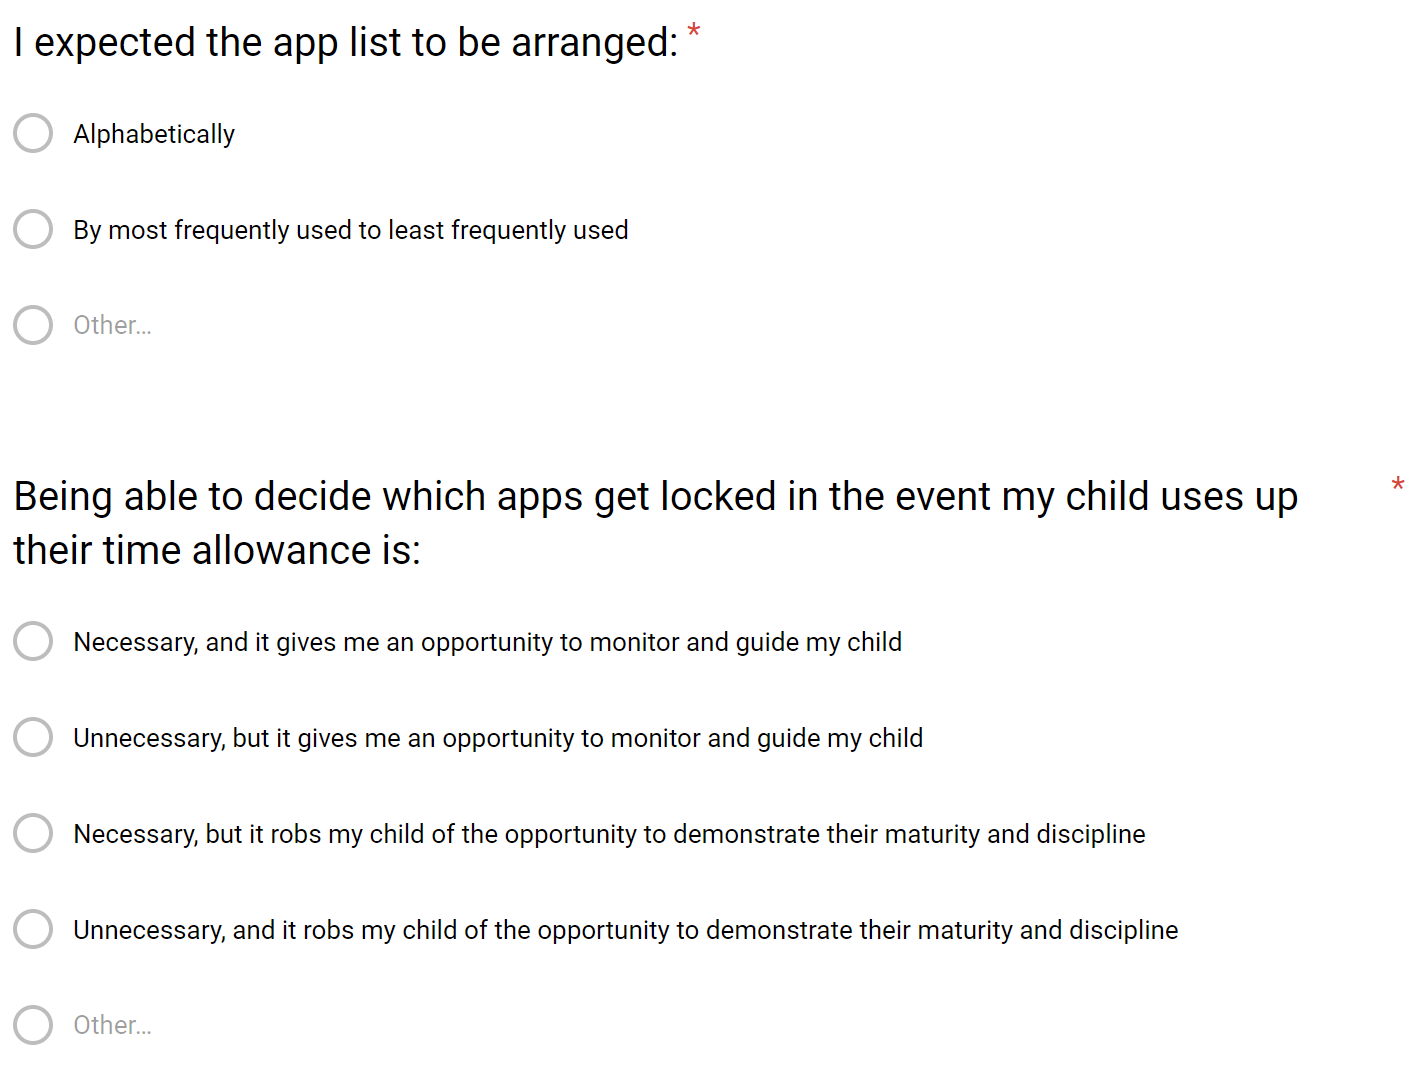 I expected the app list to be arranged: *
Alphabetically
By most frequently used to least frequently used
Other...
Being able to decide which apps get locked in the event my child uses up *
their time allowance is:
Necessary, and it gives me an opportunity to monitor and guide my child
Unnecessary, but it gives me an opportunity to monitor and guide my child
Necessary, but it robs my child of the opportunity to demonstrate their maturity and discipline
Unnecessary, and it robs my child of the opportunity to demonstrate their maturity and discipline
Other...